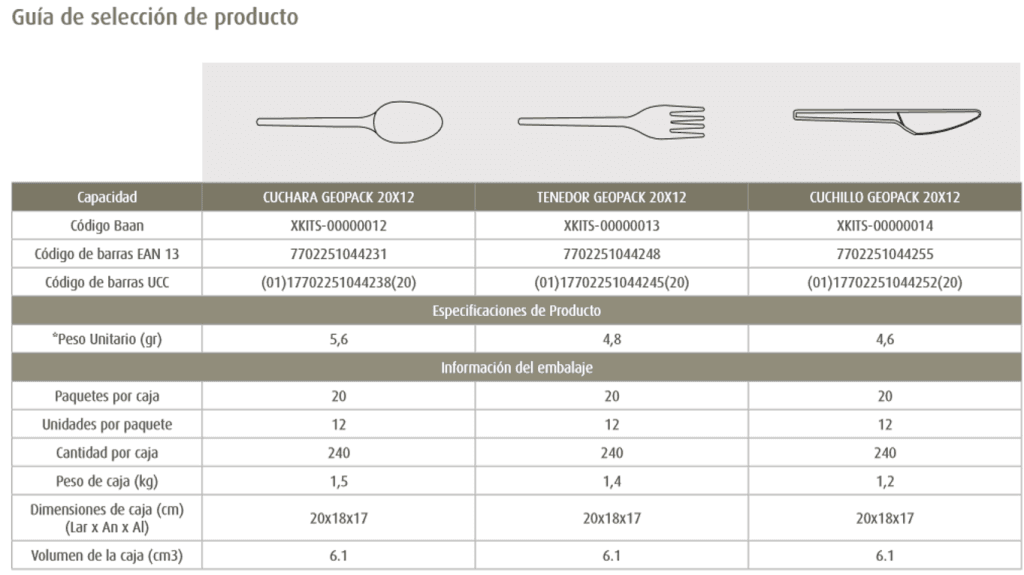 Guía de selección de producto
Capacidad CUCHARA GEOPACK 20X12 TENEDOR GEOPACK 20X12 CUCHILLO GEOPACK 20X12
Código Baan XKITS-00000012 XKITS-00000013 XKITS-00000014
Código de barras EAN 13 7702251044231 7702251044248 7702251044255
Código de barras UCC (01)17702251044238(20) (01)17702251044245(20) (01)17702251044252(20)
Especificaciones de Producto
*Peso Unitario (gr) 5,6 4,8 4,6
Información del embalaje
Paquetes por caja 20 20 20
Unidades por paquete 12 12 12
Cantidad por caja 240 240 240
Peso de caja (kg) 1,5 1,4 1,2
Dimensiones de caja (cm)
(Lar x An x Al) 20x18x17 20x18x17 20x18x17
Volumen de la caja (cm3) 6.1 6.1 6.1